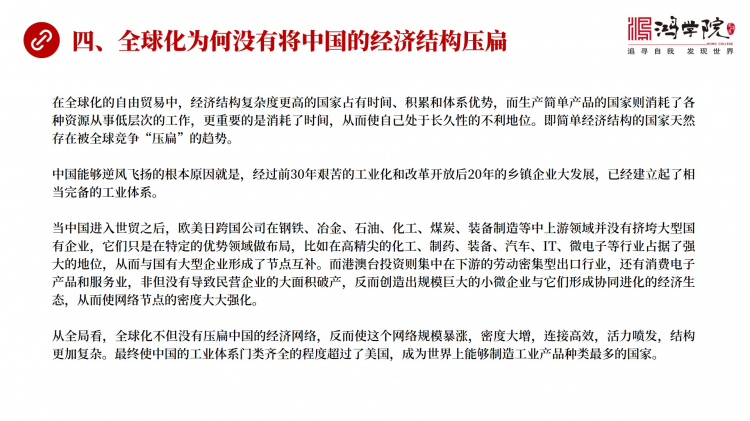 四、全球化为何没有将中国的经济结构压扁
鸿学院
HONG COLLEGE
追寻自我 发现世界
在全球化的自由贸易中，经济结构复杂度更高的国家占有时间、积累和体系优势，而生产简单产品的国家则消耗了各
种资源从事低层次的工作，更重要的是消耗了时间，从而使自己处于长久性的不利地位。即简单经济结构的国家天然
存在被全球竞争“压扁”的趋势。
中国能够逆风飞扬的根本原因就是，经过前30年艰苦的工业化和改革开放后20年的乡镇企业大发展，已经建立起了相
当完备的工业体系。
当中国进入世贸之后，欧美日跨国公司在钢铁、冶金、石油、化工、煤炭、装备制造等中上游领域并没有挤垮大型国
有企业，它们只是在特定的优势领域做布局，比如在高精尖的化工、制药、装备、汽车、IT、微电子等行业占据了强
大的地位，从而与国有大型企业形成了节点互补。而港澳台投资则集中在下游的劳动密集型出口行业，还有消费电子
产品和服务业，非但没有导致民营企业的大面积破产，反而创造出规模巨大的小微企业与它们形成协同进化的经济生
态，从而使网络节点的密度大大强化。
从全局看，全球化不但没有压扁中国的经济网络，反而使这个网络规模暴涨，密度大增，连接高效，活力喷发，结构
更加复杂。最终使中国的工业体系门类齐全的程度超过了美国，成为世界上能够制造工业产品种类最多的国家。